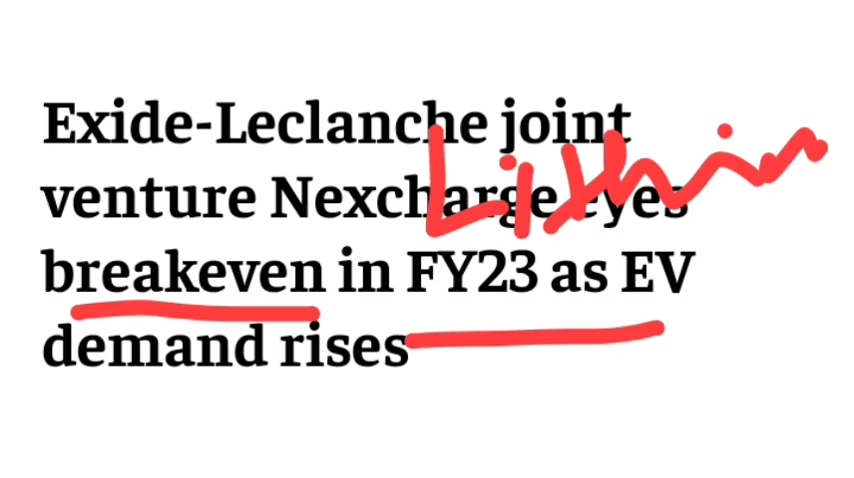 Exide-Leclanche joint
venture Nexcharge eyes
breakeven in FY23 as EV
demand rises
Lithium